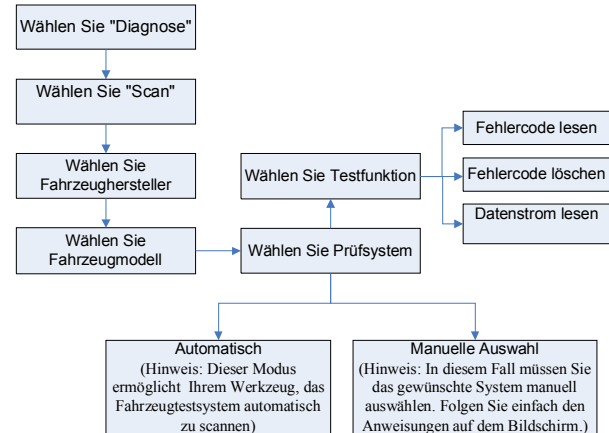 Wählen Sie "Diagnose"
Wählen Sie "Scan"
Wählen Sie
Fahrzeughersteller
Wählen Sie
Fahrzeugmodell
Wählen Sie Prüfsystem
Wählen Sie Testfunktion
Fehlercode lesen
Fehlercode löschen
Datenstrom lesen
Automatisch
(Hinweis: Dieser Modus
ermöglicht Ihrem Werkzeug, das
Fahrzeugtestsystem automatisch
zu scannen)
Manuelle Auswahl
(Hinweis: In diesem Fall müssen Sie
das gewünschte System manuell
auswählen. Folgen Sie einfach den
Anweisungen auf dem Bildschirm.)